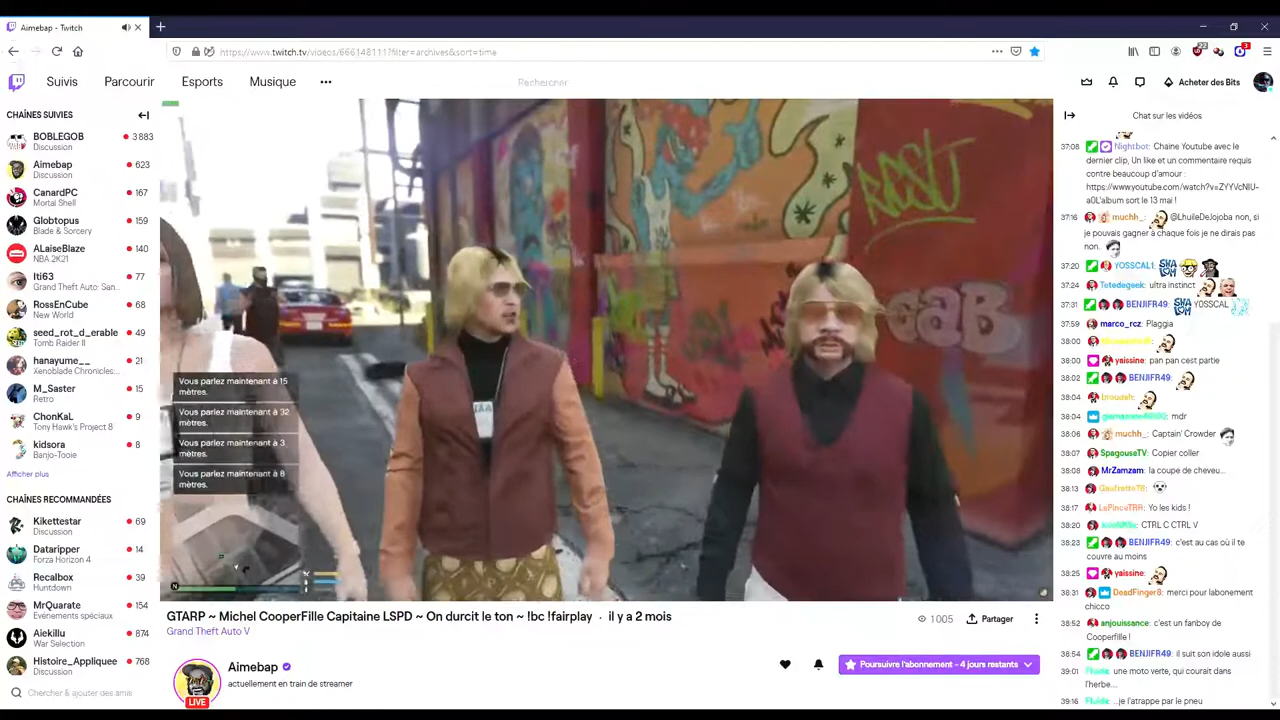 Aimebap - Twitch
https://www.twitch.tv/videos/666148111?filter=archives&sort=time
Suivis
Parcourir
Esports
Musique
Rechercher
Acheter des Bits
CHAÎNES SUIVIES
BOBLEGOB
3 883
Discussion
Aimebap
623
Discussion
CanardPC
167
Mortal Shell
Globtopus
159
Blade & Sorcery
ALaiseBlaze
140
NBA 2K21
Iti63
77
Grand Theft Auto: San...
RossEnCube
68
New World
seed_rot_d_erable
49
Tomb Raider II
hanayume__
21
Xenoblade Chronicles:...
M_Saster
15
Retro
ChonKaL
9
Tony Hawk's Project 8
kidsora
8
Banjo-Tooie
Afficher plus
CHAÎNES RECOMMANDÉES
Kikettestar
69
Discussion
Dataripper
14
Forza Horizon 4
Recalbox
39
Huntdown
MrQuarate
154
Evénements spéciaux
Aiekillu
874
War Selection
Histoire_Appliquee
768
Discussion
Chercher & ajouter des amis
Vous parlez maintenant à 15
mètres.
Vous parlez maintenant à 32
mètres.
Vous parlez maintenant à 3
mètres.
Vous parlez maintenant à 8
mètres.
IAA
GTARP ~ Michel CooperFille Capitaine LSPD ~ On durcit le ton ~ !bc !fairplay · il y a 2 mois
Grand Theft Auto V
1005
Partager
Aimebap
actuellement en train de streamer
LIVE
Poursuivre l'abonnement - 4 jours restants
Chat sur les vidéos
37:08 Nightbot: Chaine Youtube avec le
dernier clip, Un like et un commentaire requis
contre beaucoup d'amour :
https://www.youtube.com/watch?v=ZYYVcNIU-
a0L'album sort le 13 mai !
37:16 muchh_: @LhuileDeJojoba non, si
je pouvais gagner à chaque fois je ne dirais pas
non..
37:20 YOSSCAL1:
37:24 Tetedegeek: ultra instinct
37:31 BENJIFR49: YOSSCAL
37:59 marco_rcz: Plaggia
38:00
38:00 yaissine: pan pan cest partie
38:02 BENJIFR49:
38:04
38:04 mdr
38:06 muchh_: Captain' Crowder
38:07 SpagouseTV: Copier coller
38:08 MrZamzam: la coupe de cheveu...
38:13
38:17 LePinceTRR: Yo les kids !
38:20 CTRL C CTRL V
38:23 BENJIFR49: c'est au cas où il te
couvre au moins
38:25 yaissine:
38:31 DeadFinger8: merci pour labonement
chicco
38:52 anjouissance: c'est un fanboy de
Cooperfille !
38:54 BENJIFR49: il suit son idole aussi
39:01 une moto verte, qui courait dans
l'herbe...
39:16 ...je l'attrappe par le pneu